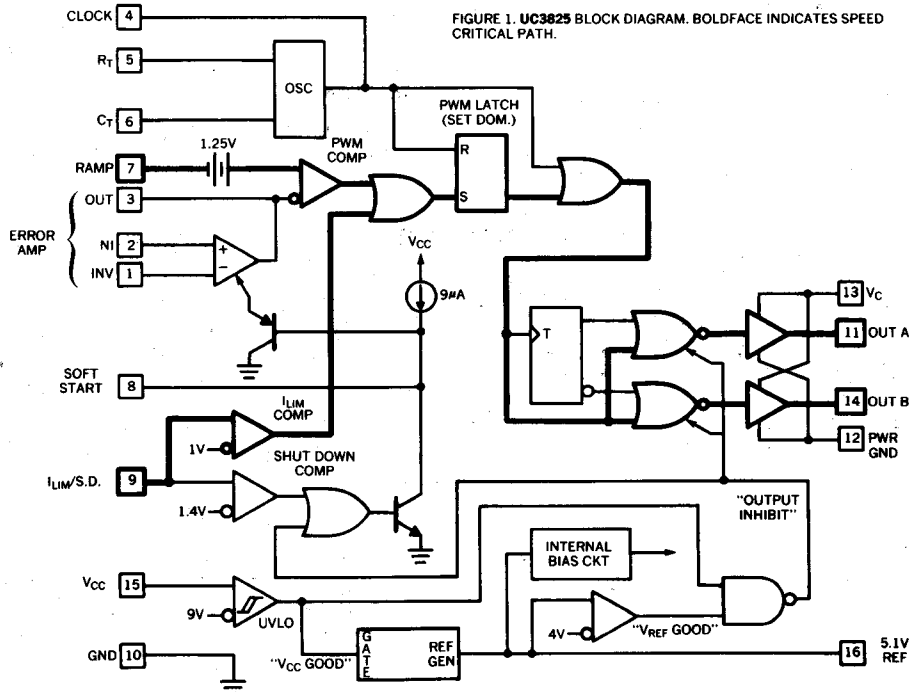 FIGURE 1. UC3825 BLOCK DIAGRAM. BOLDFACE INDICATES SPEED
CRITICAL PATH.
CLOCK 4
RT 5
CT 6
OSC
PWM LATCH
(SET DOM.)
R
S
1.25V
PWM
COMP
RAMP 7
OUT 3
ERROR
AMP
NI 2
INV 1
+
−
VCC
9µA
13 VC
11 OUT A
T
14 OUT B
12 PWR
GND
SOFT
START 8
ILIM
COMP
1V
SHUT DOWN
COMP
ILIM/S.D. 9
1.4V
"OUTPUT
INHIBIT"
INTERNAL
BIAS CKT
VCC 15
9V
UVLO
4V
"VREF GOOD"
"VCC GOOD"
GATE
REF
GEN
16 5.1V
REF
GND 10